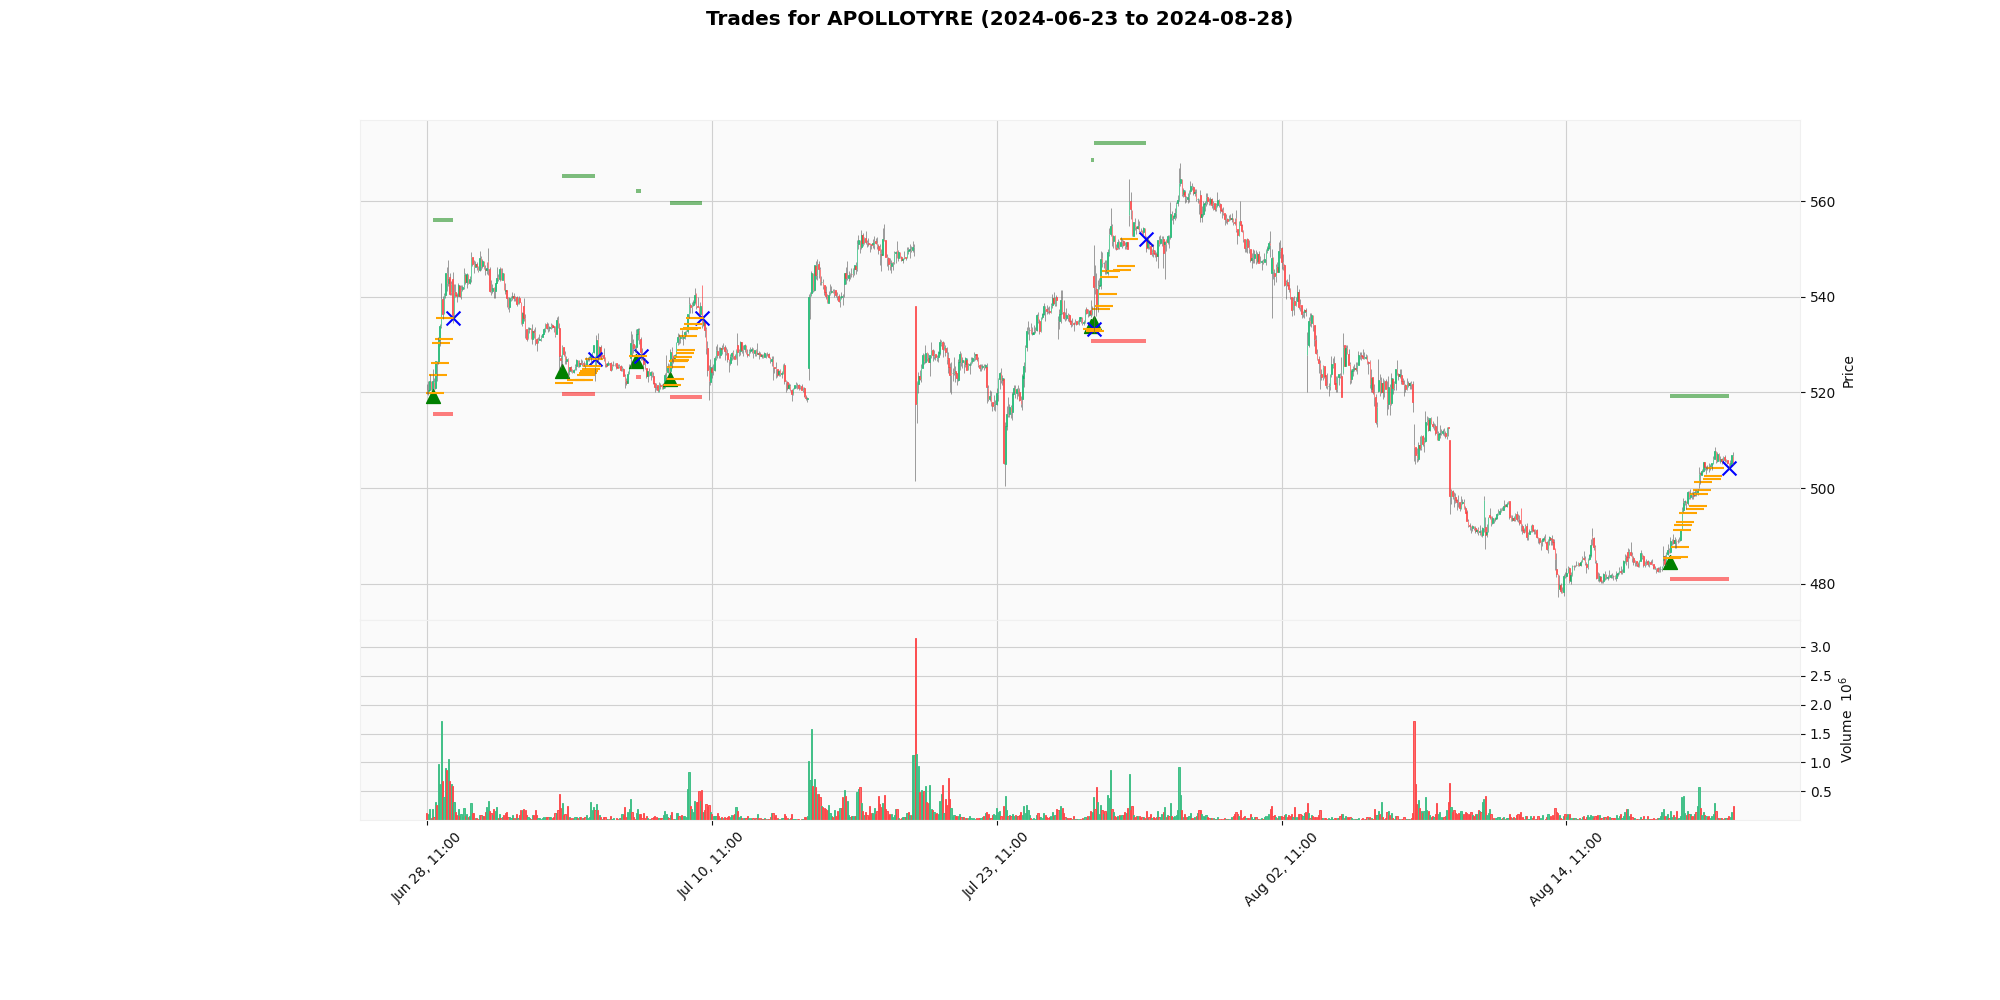 Trades for APOLLOTYRE (2024-06-23 to 2024-08-28)
560
540
520
500
480
Price
3.0
2.5
2.0
1.5
1.0
0.5
Volume 10⁶
Jun 28, 11:00
Jul 10, 11:00
Jul 23, 11:00
Aug 02, 11:00
Aug 14, 11:00